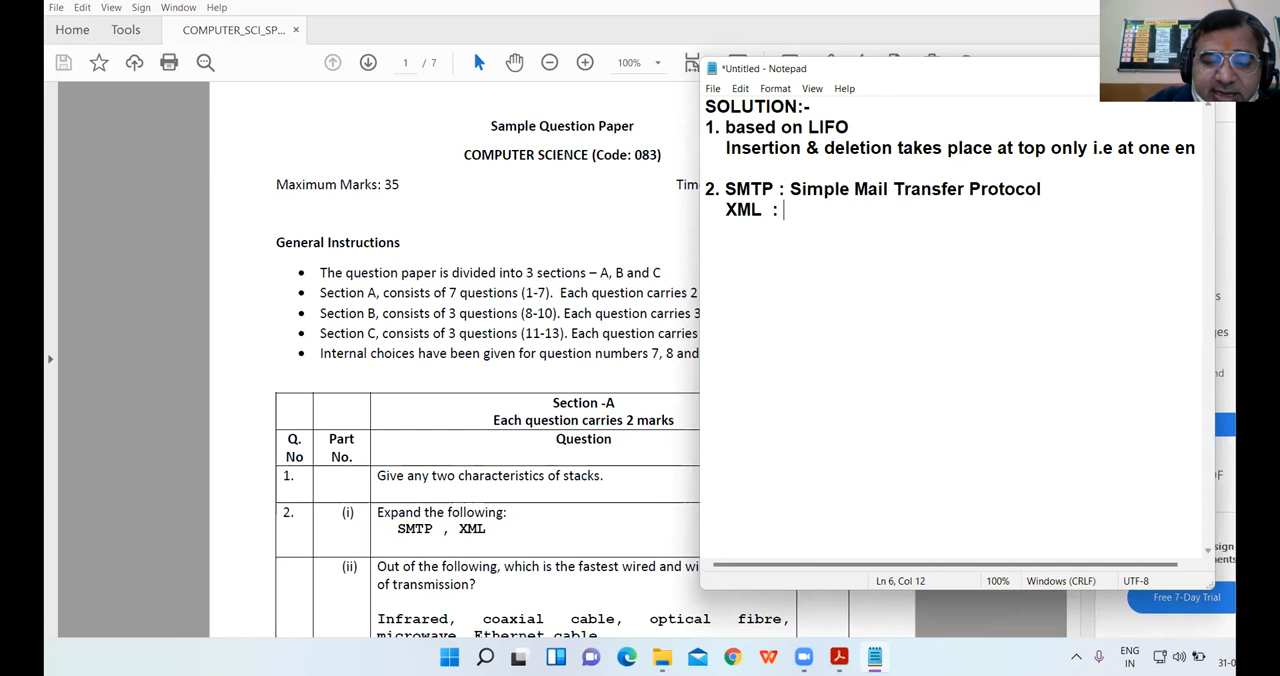 File Edit View Sign Window Help
Home Tools COMPUTER_SCI_SP... ×
1 / 7 100%
Sample Question Paper
COMPUTER SCIENCE (Code: 083)
Maximum Marks: 35
General Instructions
• The question paper is divided into 3 sections – A, B and C
• Section A, consists of 7 questions (1-7). Each question carries 2
• Section B, consists of 3 questions (8-10). Each question carries 3
• Section C, consists of 3 questions (11-13). Each question carries
• Internal choices have been given for question numbers 7, 8 and
Section -A
Each question carries 2 marks
Q. No Part No. Question
1. Give any two characteristics of stacks.
2. (i) Expand the following:
SMTP , XML
(ii) Out of the following, which is the fastest wired and
of transmission?
Infrared, coaxial cable, optical fibre,
microwave, Ethernet cable
*Untitled - Notepad
File Edit Format View Help
SOLUTION:-
1. based on LIFO
Insertion & deletion takes place at top only i.e at one en
2. SMTP : Simple Mail Transfer Protocol
XML :
Ln 6, Col 12 100% Windows (CRLF) UTF-8
Free 7-Day Trial
ENG
IN